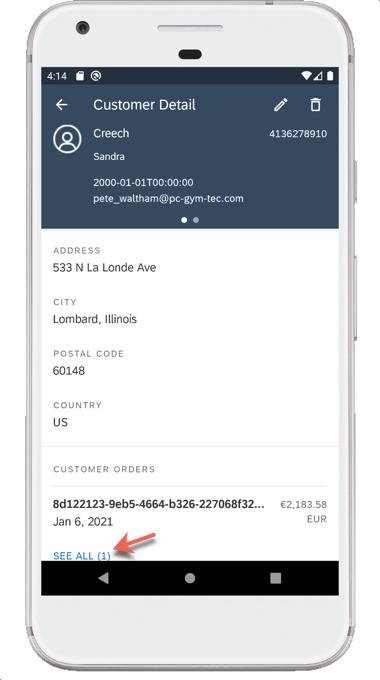 4:14
Customer Detail
Creech 4136278910
Sandra
2000-01-01T00:00:00
pete_waltham@pc-gym-tec.com
ADDRESS
533 N La Londe Ave
CITY
Lombard, Illinois
POSTAL CODE
60148
COUNTRY
US
CUSTOMER ORDERS
8d122123-9eb5-4664-b326-227068f32... €2,183.58
Jan 6, 2021 EUR
SEE ALL (1)